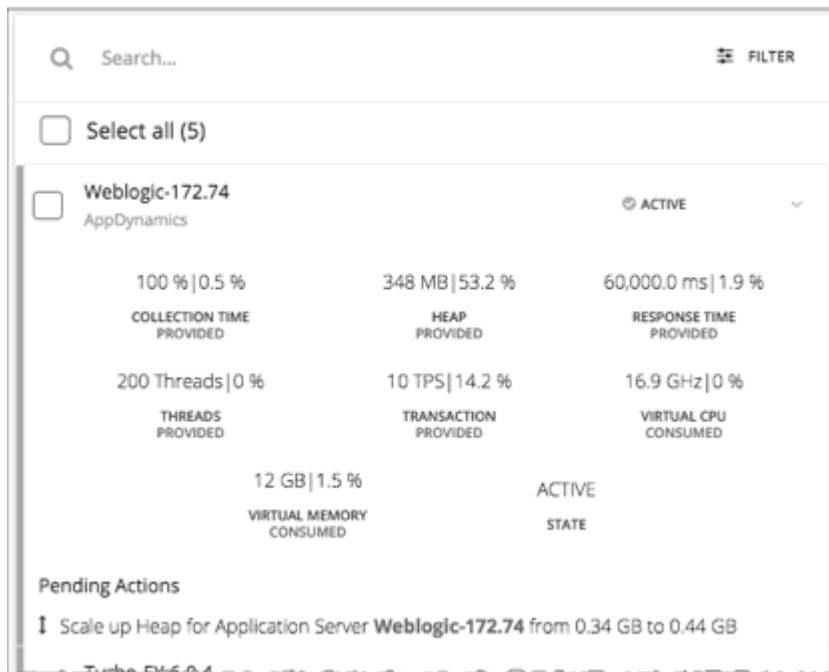 Search...
FILTER
Select all (5)
Weblogic-172.74
ACTIVE
AppDynamics
100 %|0.5 %
348 MB|53.2 %
60,000.0 ms|1.9 %
COLLECTION TIME
PROVIDED
HEAP
PROVIDED
RESPONSE TIME
PROVIDED
200 Threads|0 %
10 TPS|14.2 %
16.9 GHz|0 %
THREADS
PROVIDED
TRANSACTION
PROVIDED
VIRTUAL CPU
CONSUMED
12 GB|1.5 %
ACTIVE
VIRTUAL MEMORY
CONSUMED
STATE
Pending Actions
Scale up Heap for Application Server Weblogic-172.74 from 0.34 GB to 0.44 GB